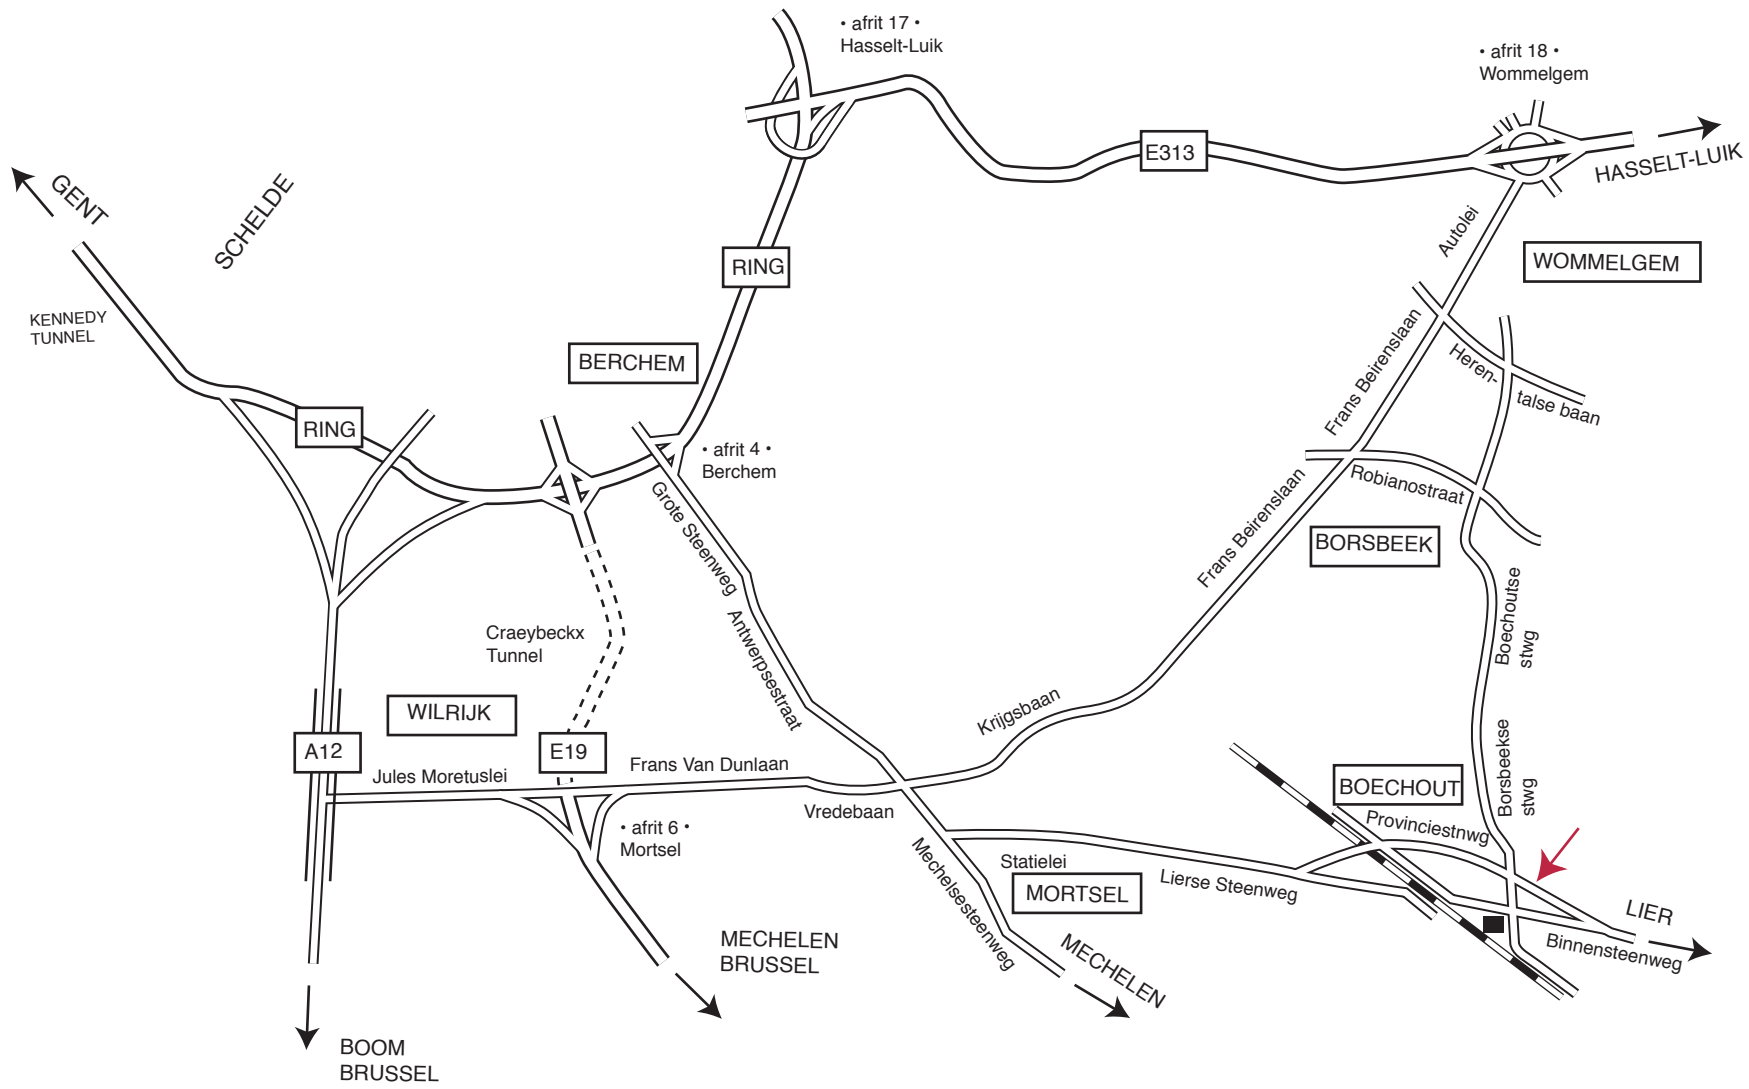 • afrit 17 •
Hasselt-Luik
• afrit 18 •
Wommelgem
E313
HASSELT-LUIK
GENT
SCHELDE
Autolei
RING
WOMMELGEM
KENNEDY
TUNNEL
BERCHEM
Frans Beirenslaan
Heren-
talse baan
RING
• afrit 4 •
Berchem
Grote Steenweg
Frans Beirenslaan
Robianostraat
BORSBEEK
Craeybeckx
Tunnel
Antwerpsestraat
Boechoutse
stwg
WILRIJK
Krijgsbaan
A12
E19
Jules Moretuslei
Frans Van Dunlaan
Vredebaan
BOECHOUT
Borsbeekse
stwg
Provinciestnwg
• afrit 6 •
Mortsel
Mechelsesteenweg
Statielei
MORTSEL
Lierse Steenweg
LIER
Binnensteenweg
MECHELEN
BRUSSEL
MECHELEN
BOOM
BRUSSEL